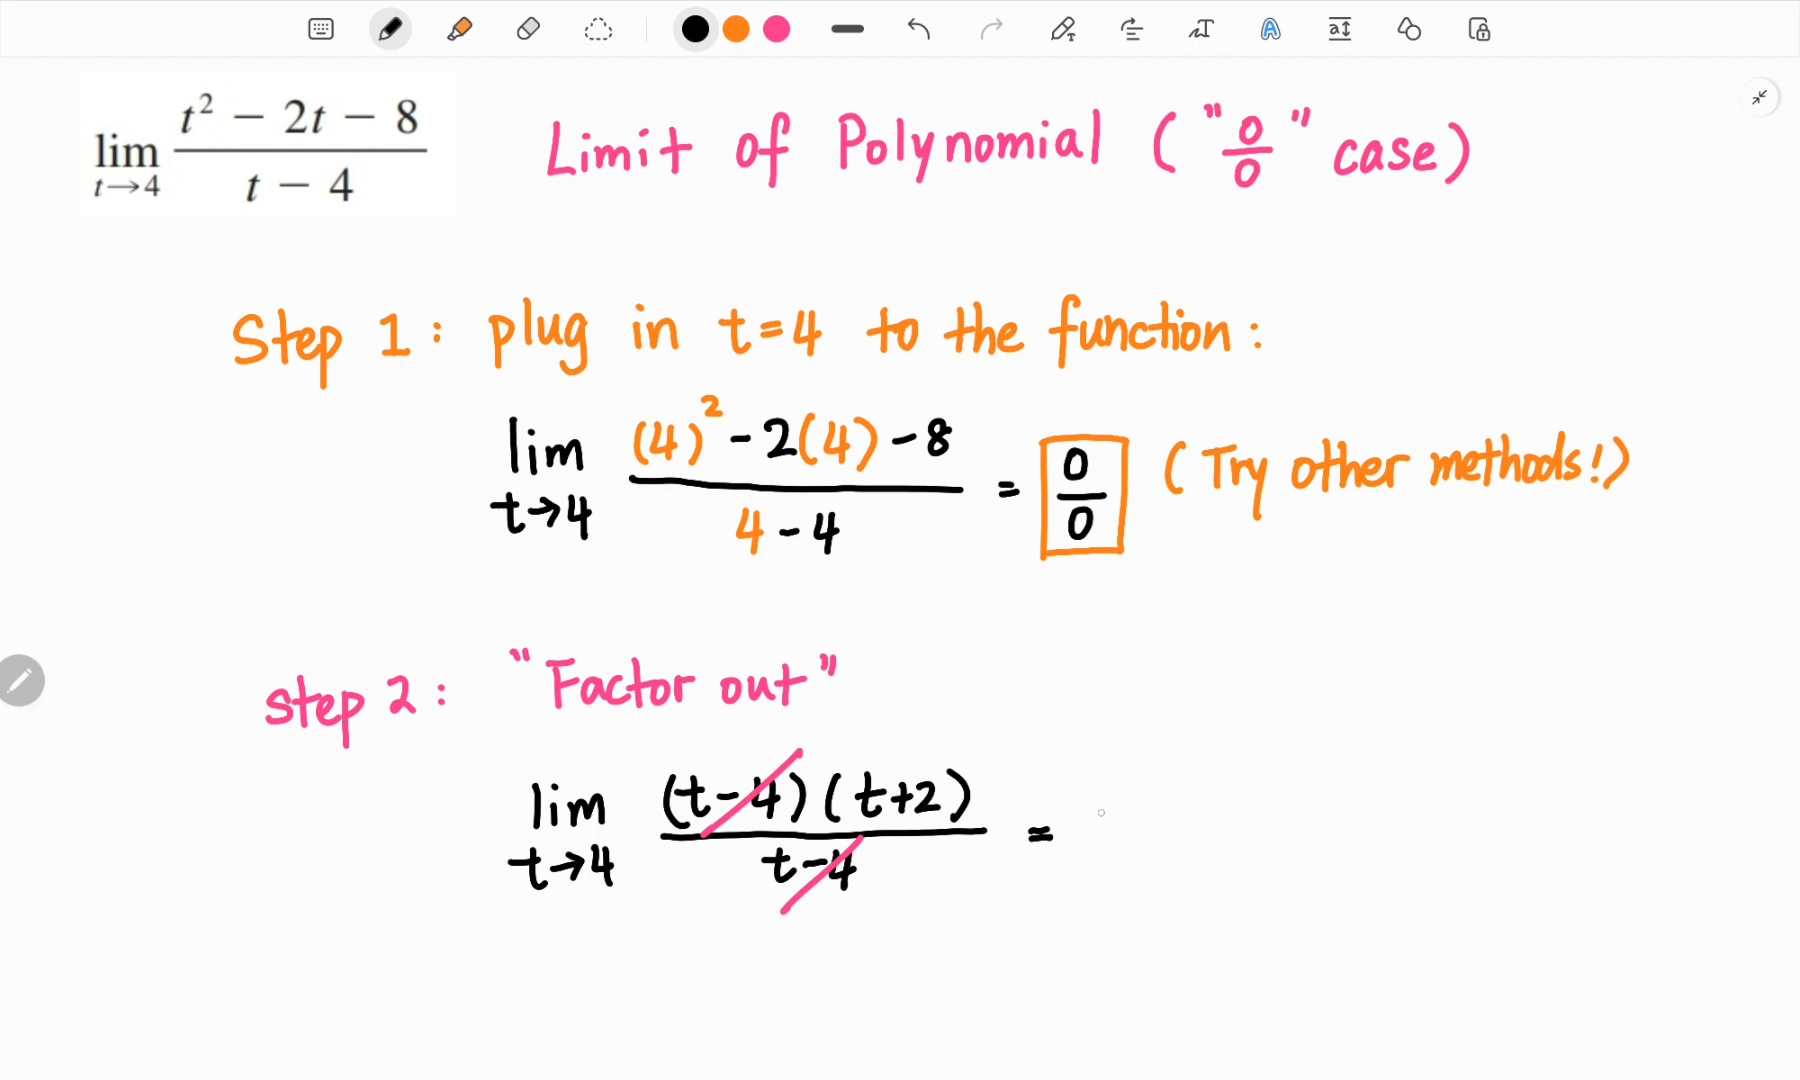 lim t→4 (t² − 2t − 8)/(t − 4)
Limit of Polynomial ("0/0" case)
Step 1: plug in t=4 to the function:
lim t→4 ((4)² - 2(4) - 8)/(4 - 4) = 0/0 (Try other methods!)
step 2: "Factor out"
lim t→4 (t-4)(t+2)/(t-4) =